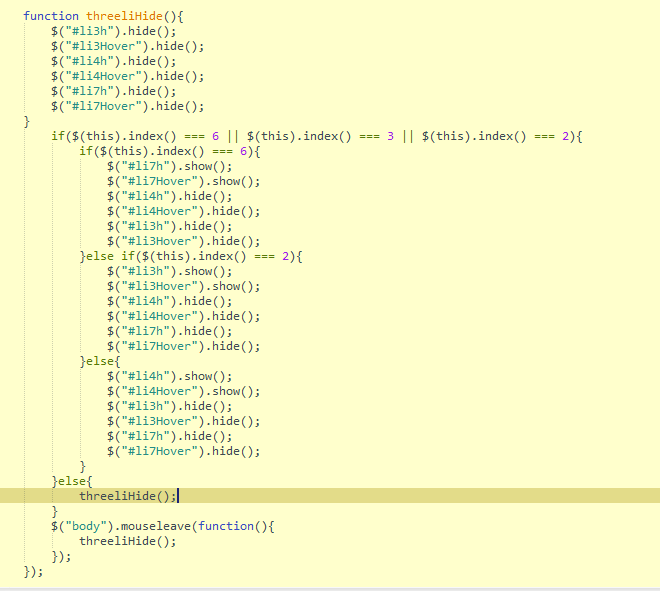 function threeliHide(){
$("#li3h").hide();
$("#li3Hover").hide();
$("#li4h").hide();
$("#li4Hover").hide();
$("#li7h").hide();
$("#li7Hover").hide();
}
if($(this).index() === 6 || $(this).index() === 3 || $(this).index() === 2){
if($(this).index() === 6){
$("#li7h").show();
$("#li7Hover").show();
$("#li4h").hide();
$("#li4Hover").hide();
$("#li3h").hide();
$("#li3Hover").hide();
}else if($(this).index() === 2){
$("#li3h").show();
$("#li3Hover").show();
$("#li4h").hide();
$("#li4Hover").hide();
$("#li7h").hide();
$("#li7Hover").hide();
}else{
$("#li4h").show();
$("#li4Hover").show();
$("#li3h").hide();
$("#li3Hover").hide();
$("#li7h").hide();
$("#li7Hover").hide();
}
}else{
threeliHide();
}
$("body").mouseleave(function(){
threeliHide();
});
});